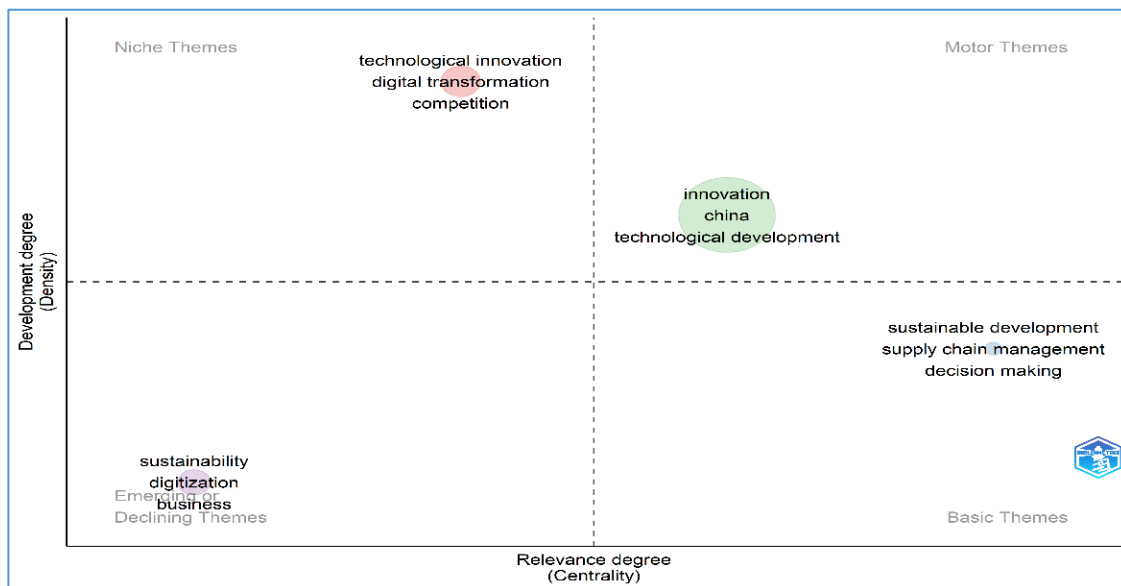 Niche Themes
Motor Themes
technological innovation
digital transformation
competition
innovation
china
technological development
Development degree
(Density)
sustainable development
supply chain management
decision making
sustainability
digitization
business
Emerging or
Declining Themes
Basic Themes
Relevance degree
(Centrality)